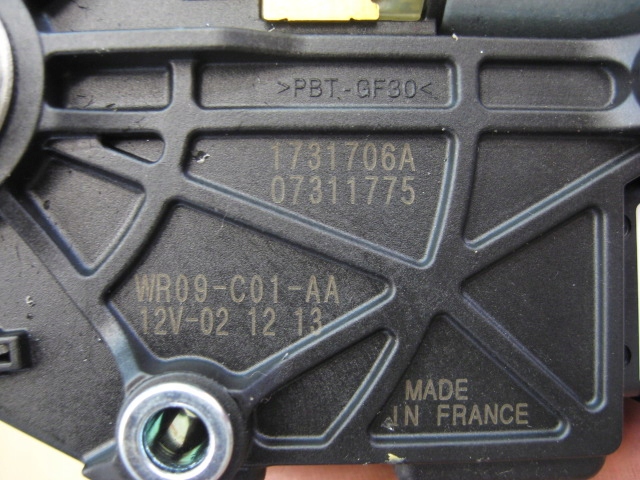 >PBT-GF30<
1731706A
07311775
WR09-C01-AA
12V-02 12 13
MADE
IN FRANCE